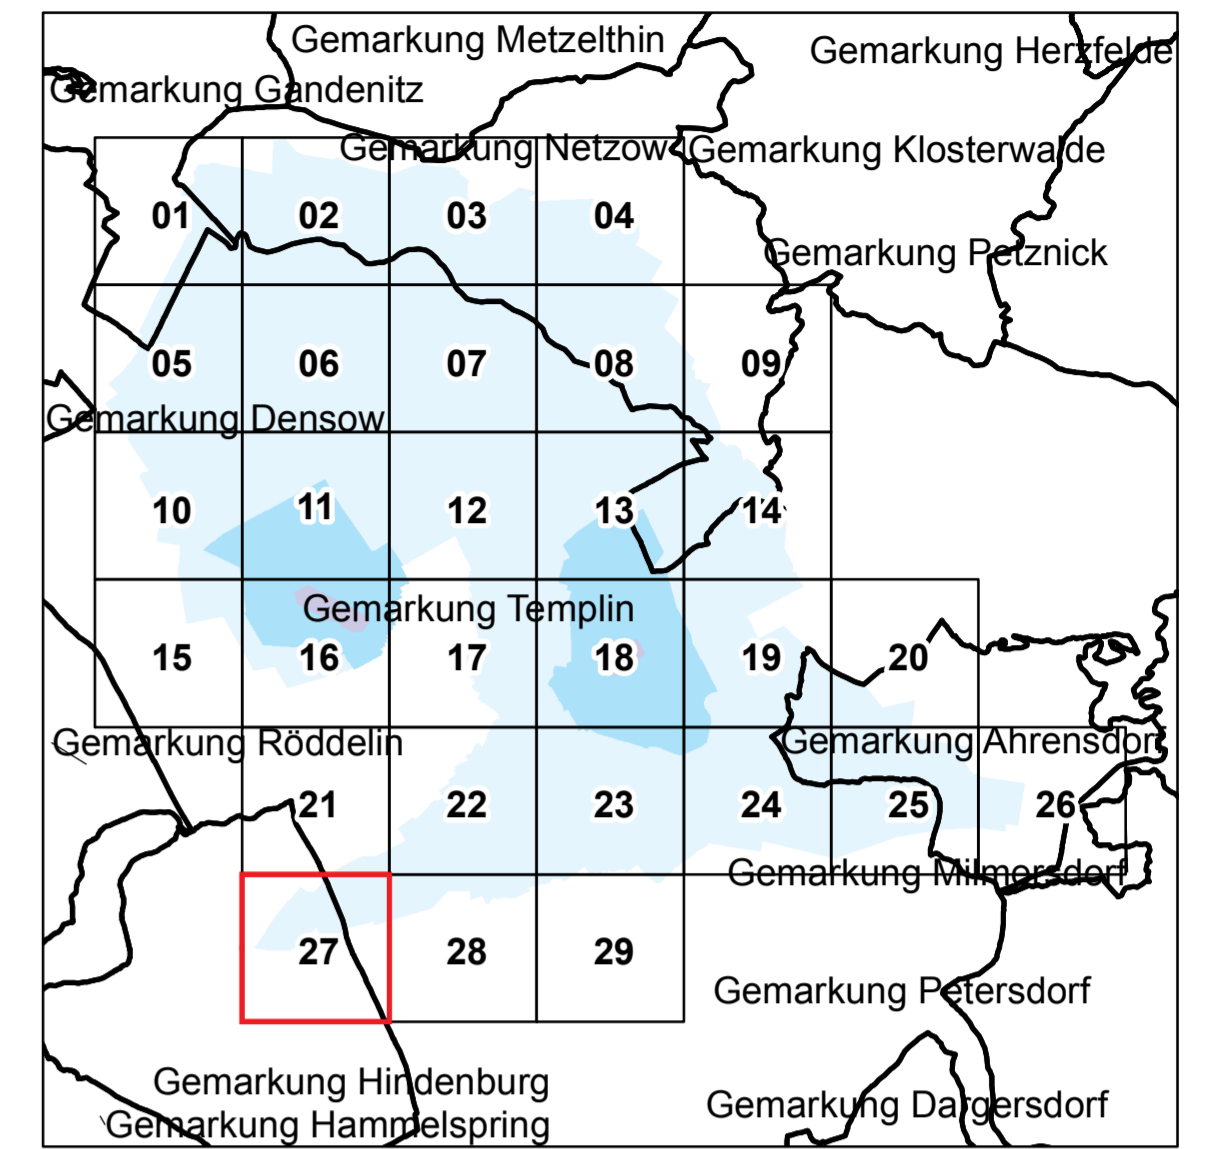 Gemarkung Metzelthin
Gemarkung Herzfelde
Gemarkung Gandenitz
Gemarkung Netzow
Gemarkung Klosterwalde
01 02 03 04
Gemarkung Petznick
05 06 07 08 09
Gemarkung Densow
10 11 12 13 14
Gemarkung Templin
15 16 17 18 19 20
Gemarkung Röddelin
Gemarkung Ahrensdorf
21 22 23 24 25 26
Gemarkung Milmersdorf
27 28 29
Gemarkung Petersdorf
Gemarkung Hindenburg
Gemarkung Dargersdorf
Gemarkung Hammelspring